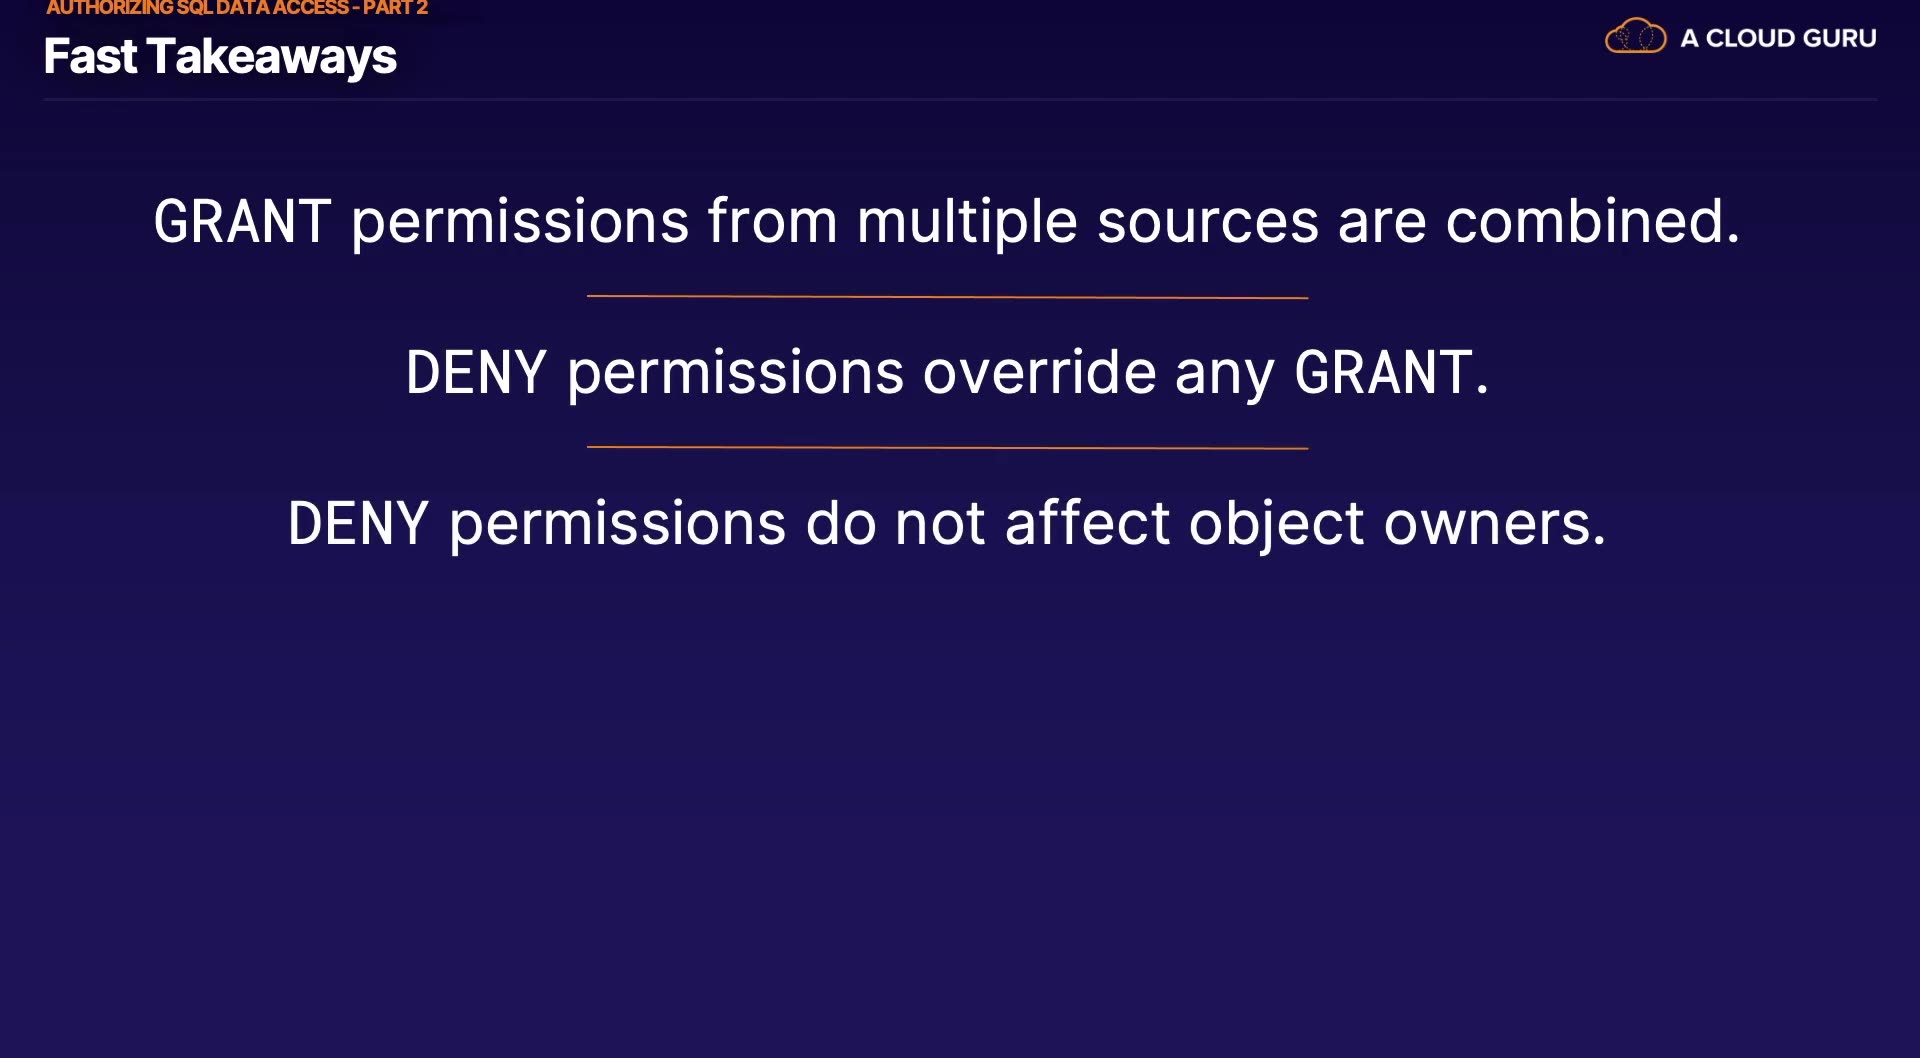 AUTHORIZING SQL DATA ACCESS - PART 2
Fast Takeaways
A CLOUD GURU
GRANT permissions from multiple sources are combined.
DENY permissions override any GRANT.
DENY permissions do not affect object owners.